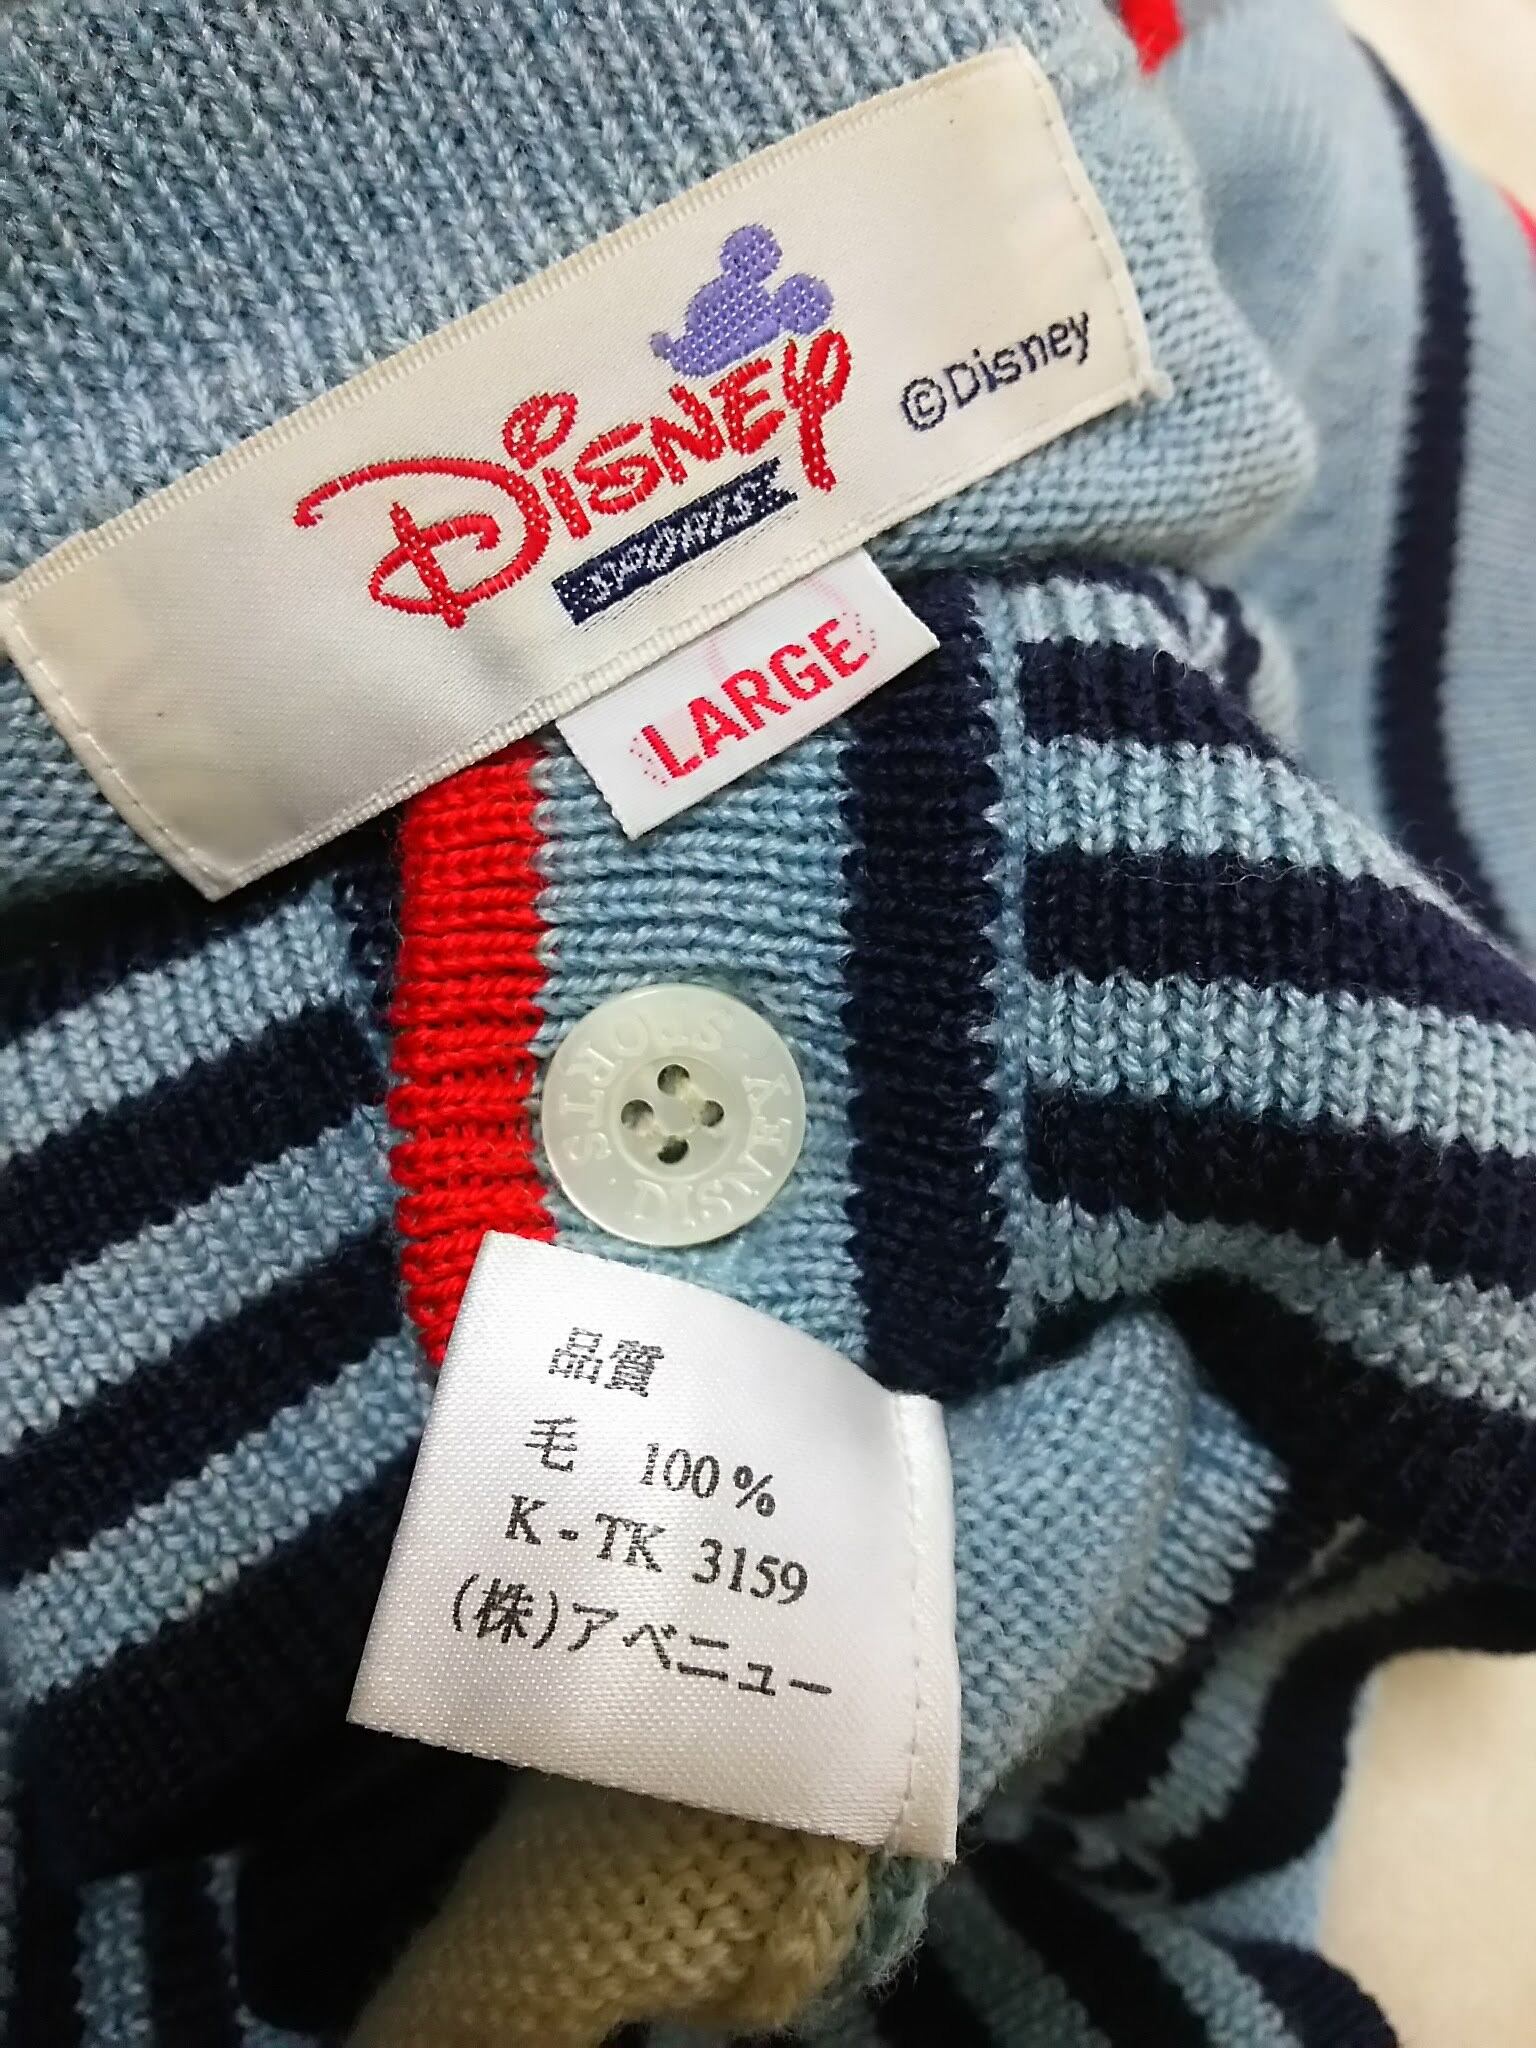 Disney
SPORTS
©Disney
LARGE
DISNEY SPORTS
品質
毛 100%
K-TK 3159
(株)アベニュー